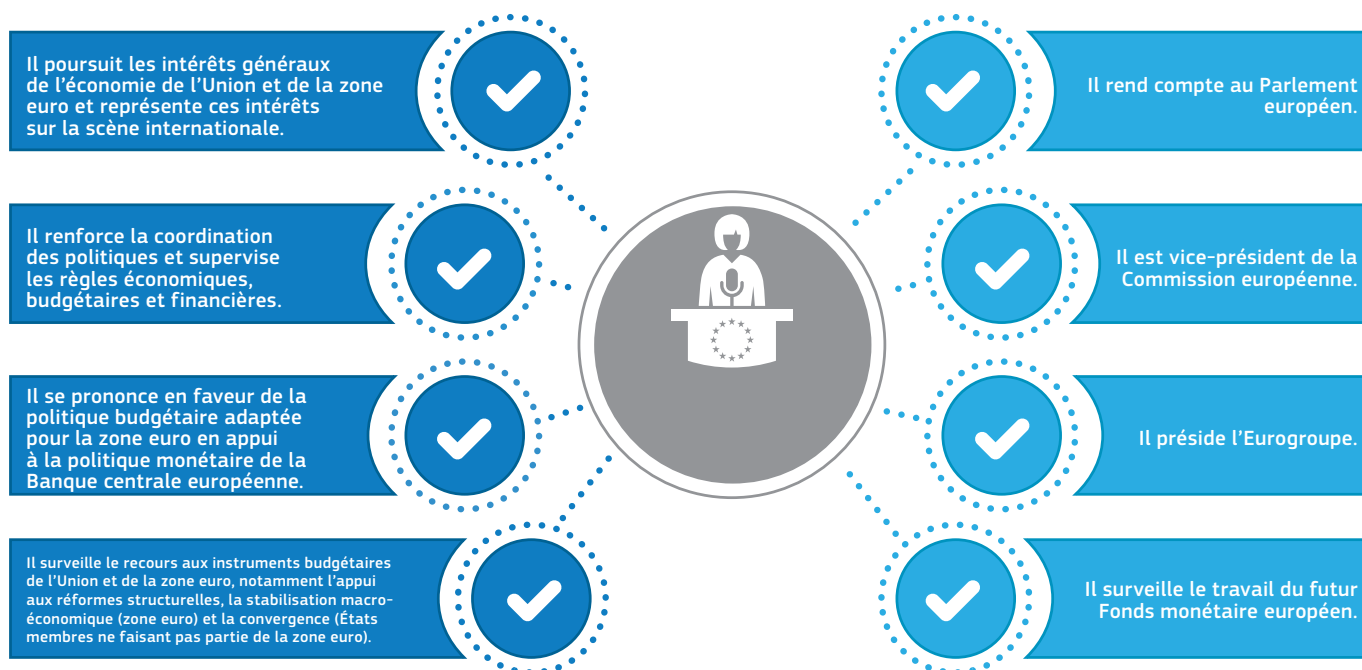 Il poursuit les intérêts généraux
de l’économie de l’Union et de la zone
euro et représente ces intérêts
sur la scène internationale.
Il renforce la coordination
des politiques et supervise
les règles économiques,
budgétaires et financières.
Il se prononce en faveur de la
politique budgétaire adaptée
pour la zone euro en appui
à la politique monétaire de la
Banque centrale européenne.
Il surveille le recours aux instruments budgétaires
de l’Union et de la zone euro, notamment l’appui
aux réformes structurelles, la stabilisation macro-
économique (zone euro) et la convergence (États
membres ne faisant pas partie de la zone euro).
Il rend compte au Parlement
européen.
Il est vice-président de la
Commission européenne.
Il préside l’Eurogroupe.
Il surveille le travail du futur
Fonds monétaire européen.